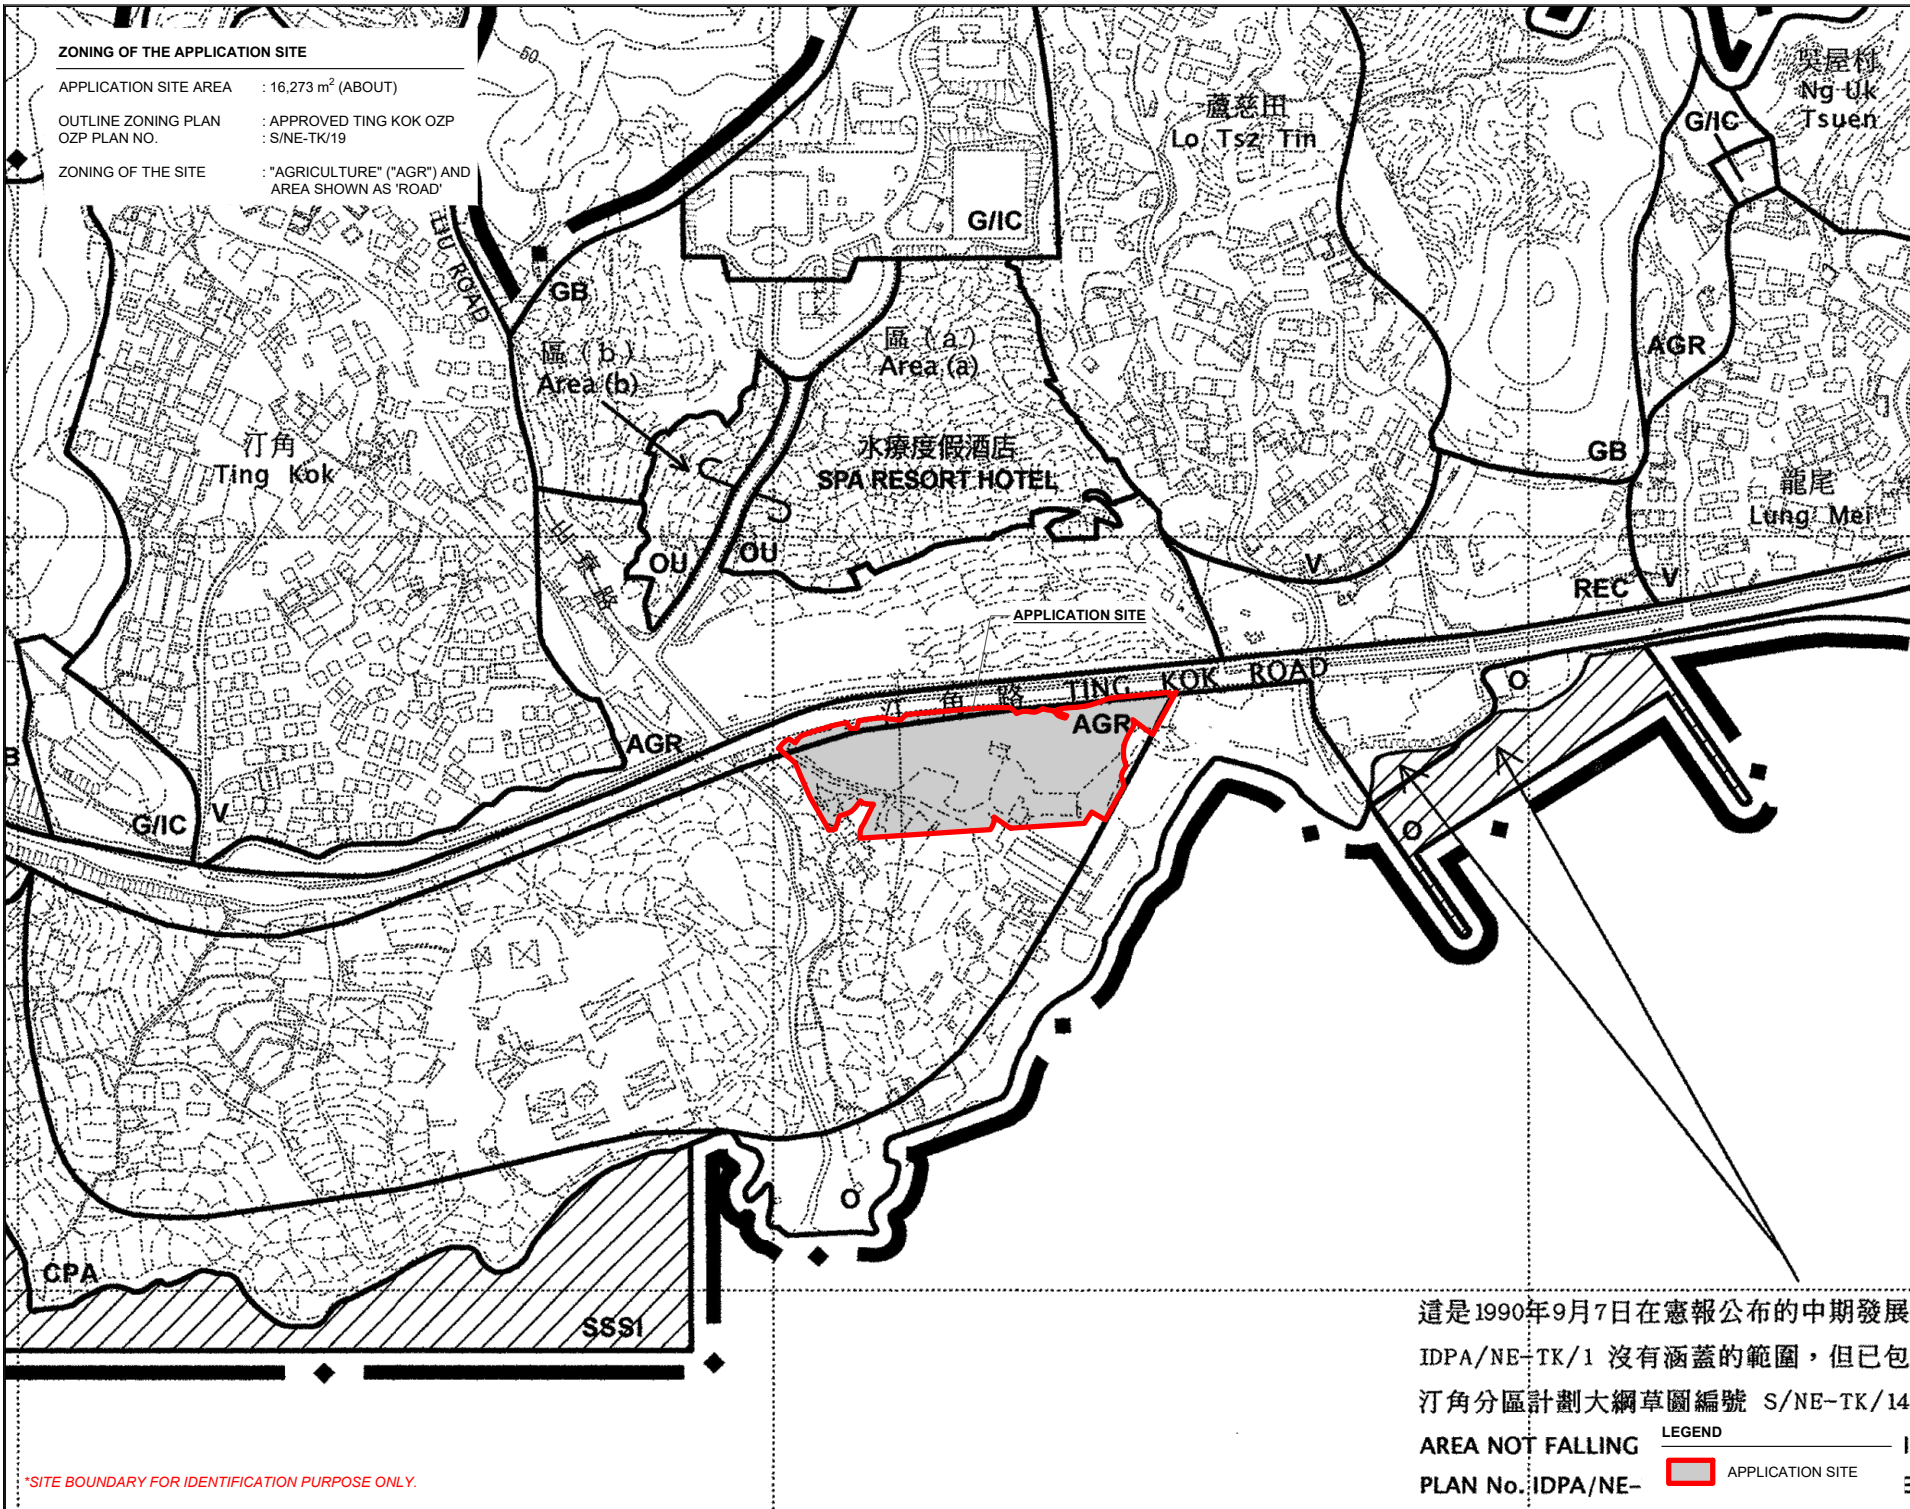 ZONING OF THE APPLICATION SITE
APPLICATION SITE AREA : 16,273 m² (ABOUT)
OUTLINE ZONING PLAN : APPROVED TING KOK OZP
OZP PLAN NO. : S/NE-TK/19
ZONING OF THE SITE : "AGRICULTURE" ("AGR") AND
AREA SHOWN AS 'ROAD'
50
蘆慈田
Lo Tsz Tin
吳屋村
Ng Uk
Tsuen
G/IC
G/IC
LIU ROAD
GB
區 (b)
Area (b)
區 (a)
Area (a)
AGR
汀角
Ting Kok
水療度假酒店
SPA RESORT HOTEL
GB
龍尾
Lung Mei
山寮路
OU
OU
V
REC
V
APPLICATION SITE
汀角路 TING KOK ROAD
O
AGR
AGR
B
G/IC
V
O
O
CPA
SSSI
這是1990年9月7日在憲報公布的中期發展
IDPA/NE-TK/1 沒有涵蓋的範圍，但已包
汀角分區計劃大綱草圖編號 S/NE-TK/14
AREA NOT FALLING
PLAN No. IDPA/NE-
LEGEND
APPLICATION SITE
*SITE BOUNDARY FOR IDENTIFICATION PURPOSE ONLY.